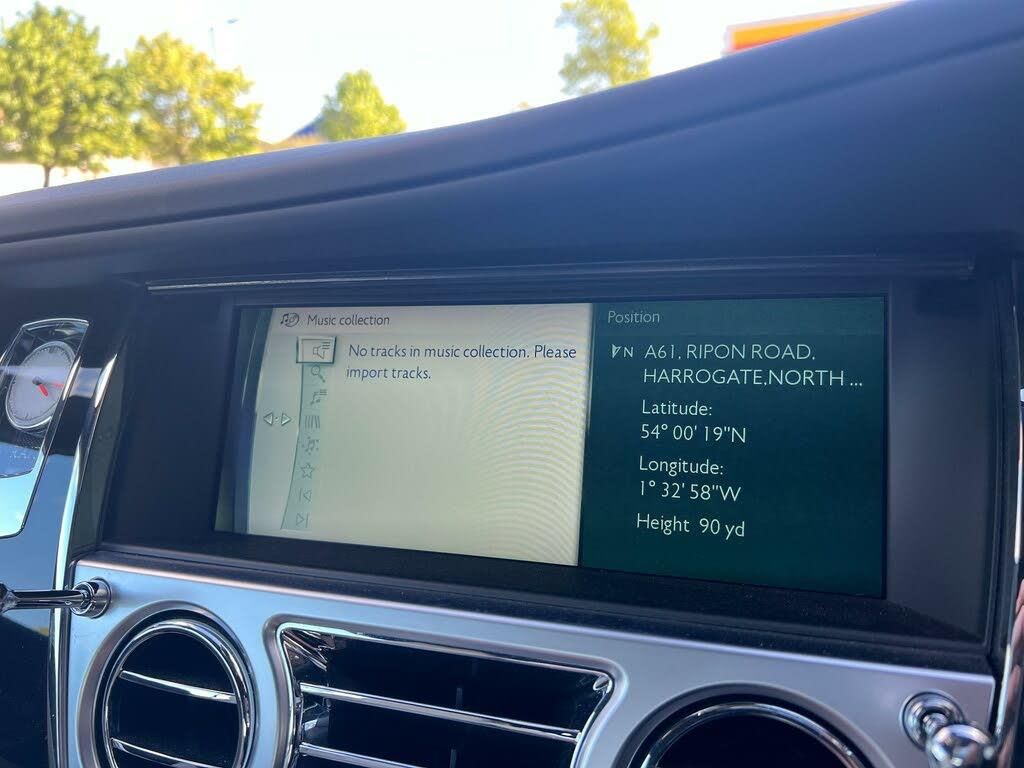 Music collection
No tracks in music collection. Please
import tracks.
Position
N A61, RIPON ROAD,
HARROGATE,NORTH ...
Latitude:
54° 00' 19"N
Longitude:
1° 32' 58"W
Height 90 yd